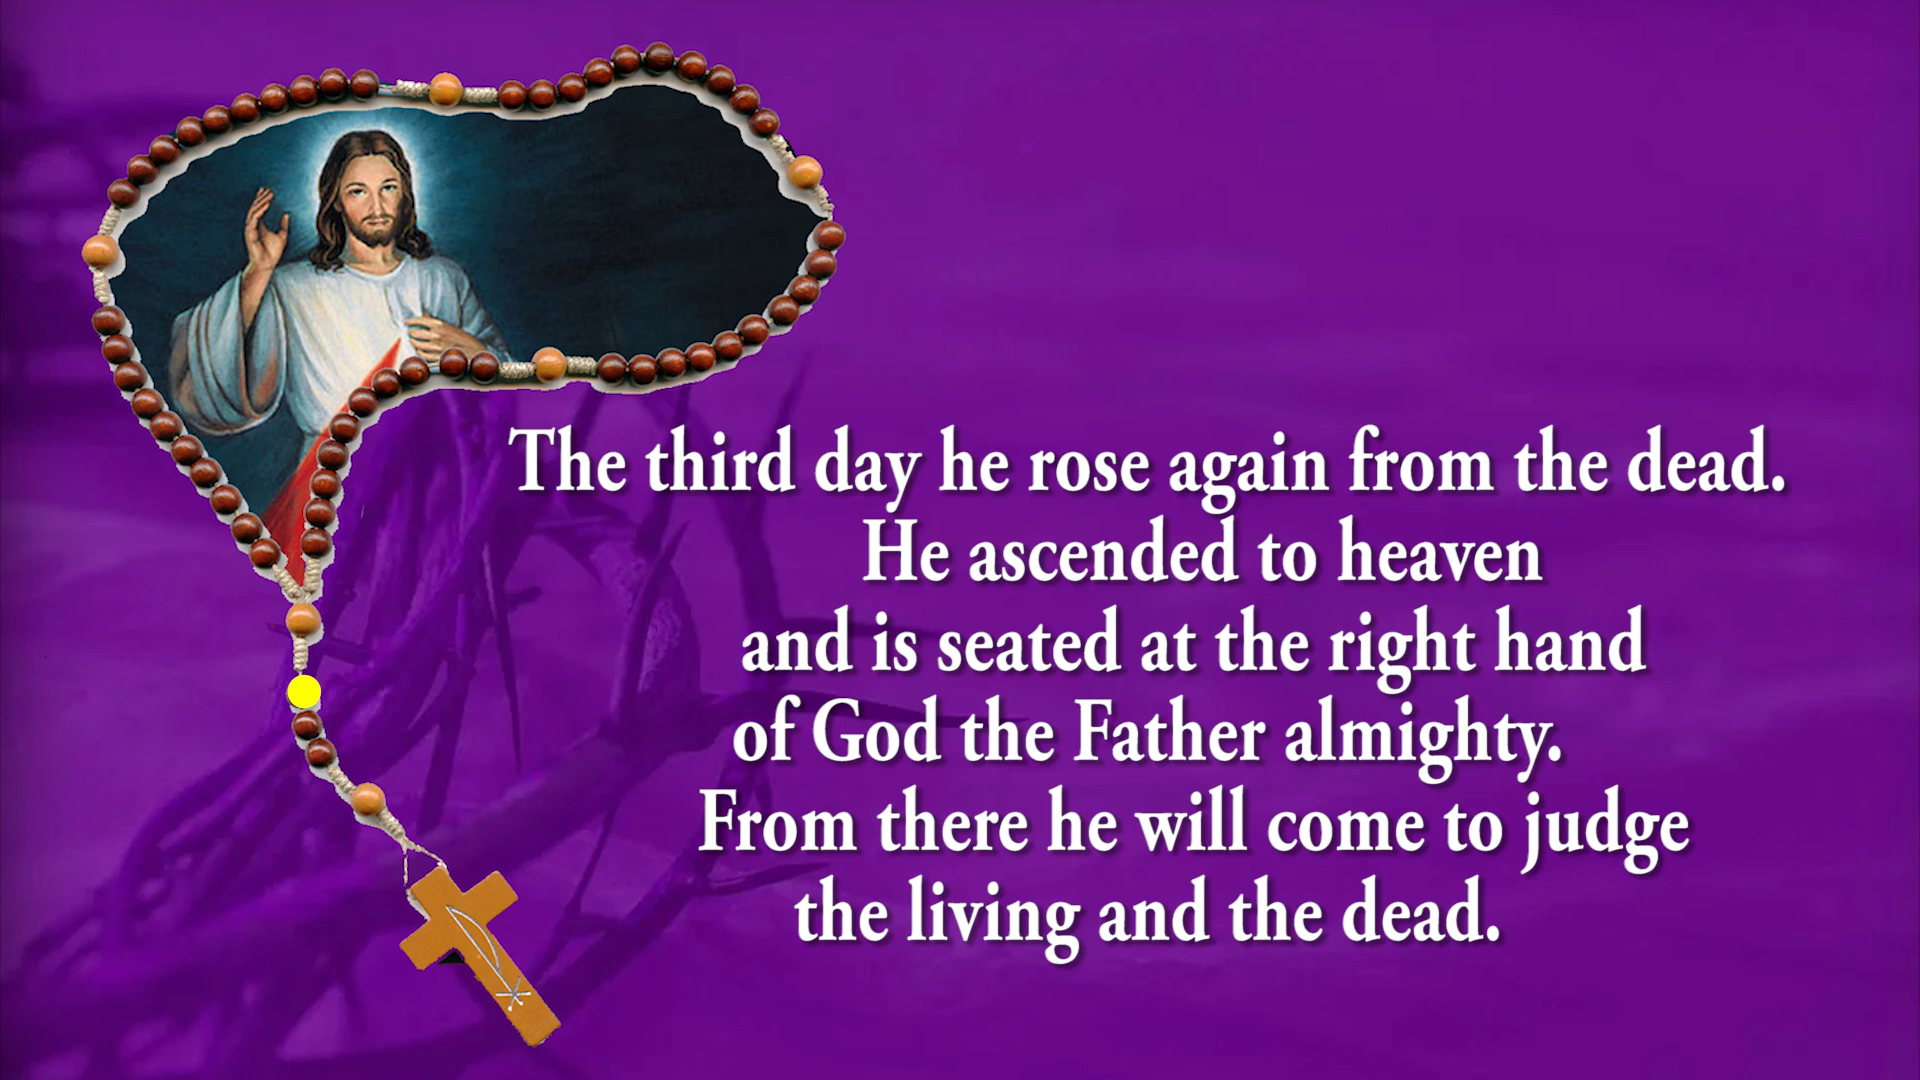 The third day he rose again from the dead.
He ascended to heaven
and is seated at the right hand
of God the Father almighty.
From there he will come to judge
the living and the dead.